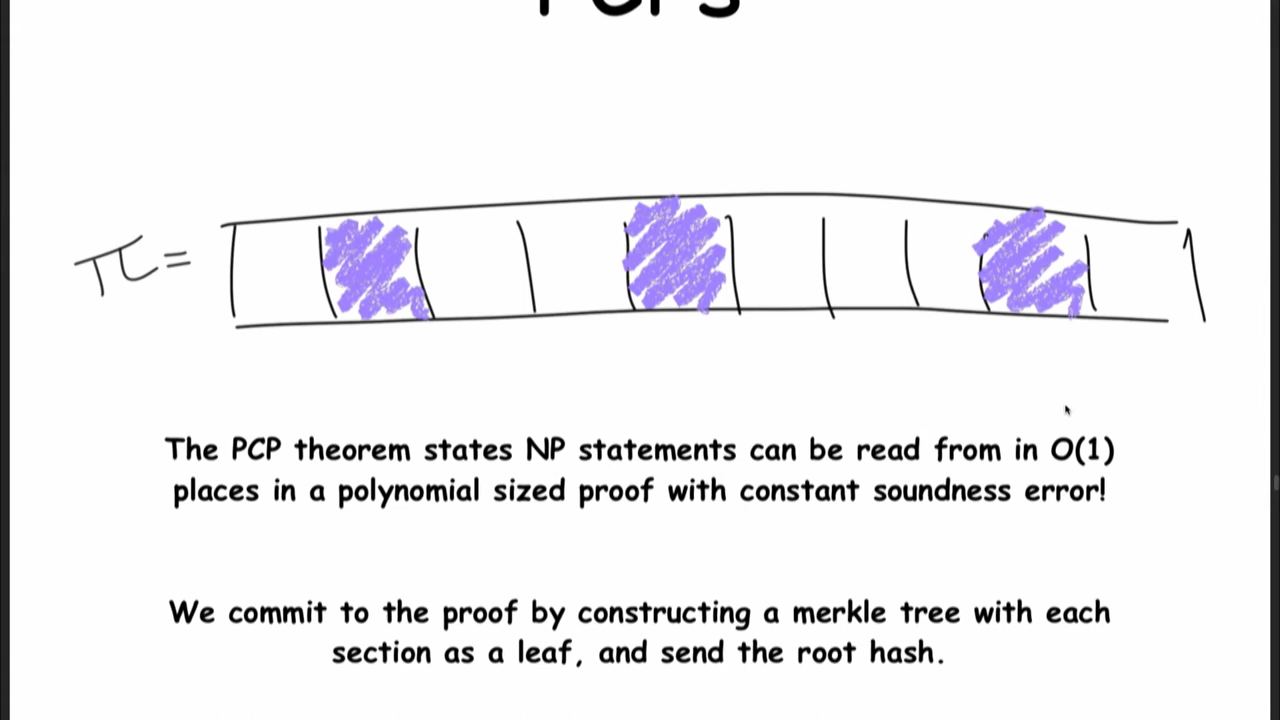 PCPs
π=
The PCP theorem states NP statements can be read from in O(1)
places in a polynomial sized proof with constant soundness error!
We commit to the proof by constructing a merkle tree with each
section as a leaf, and send the root hash.